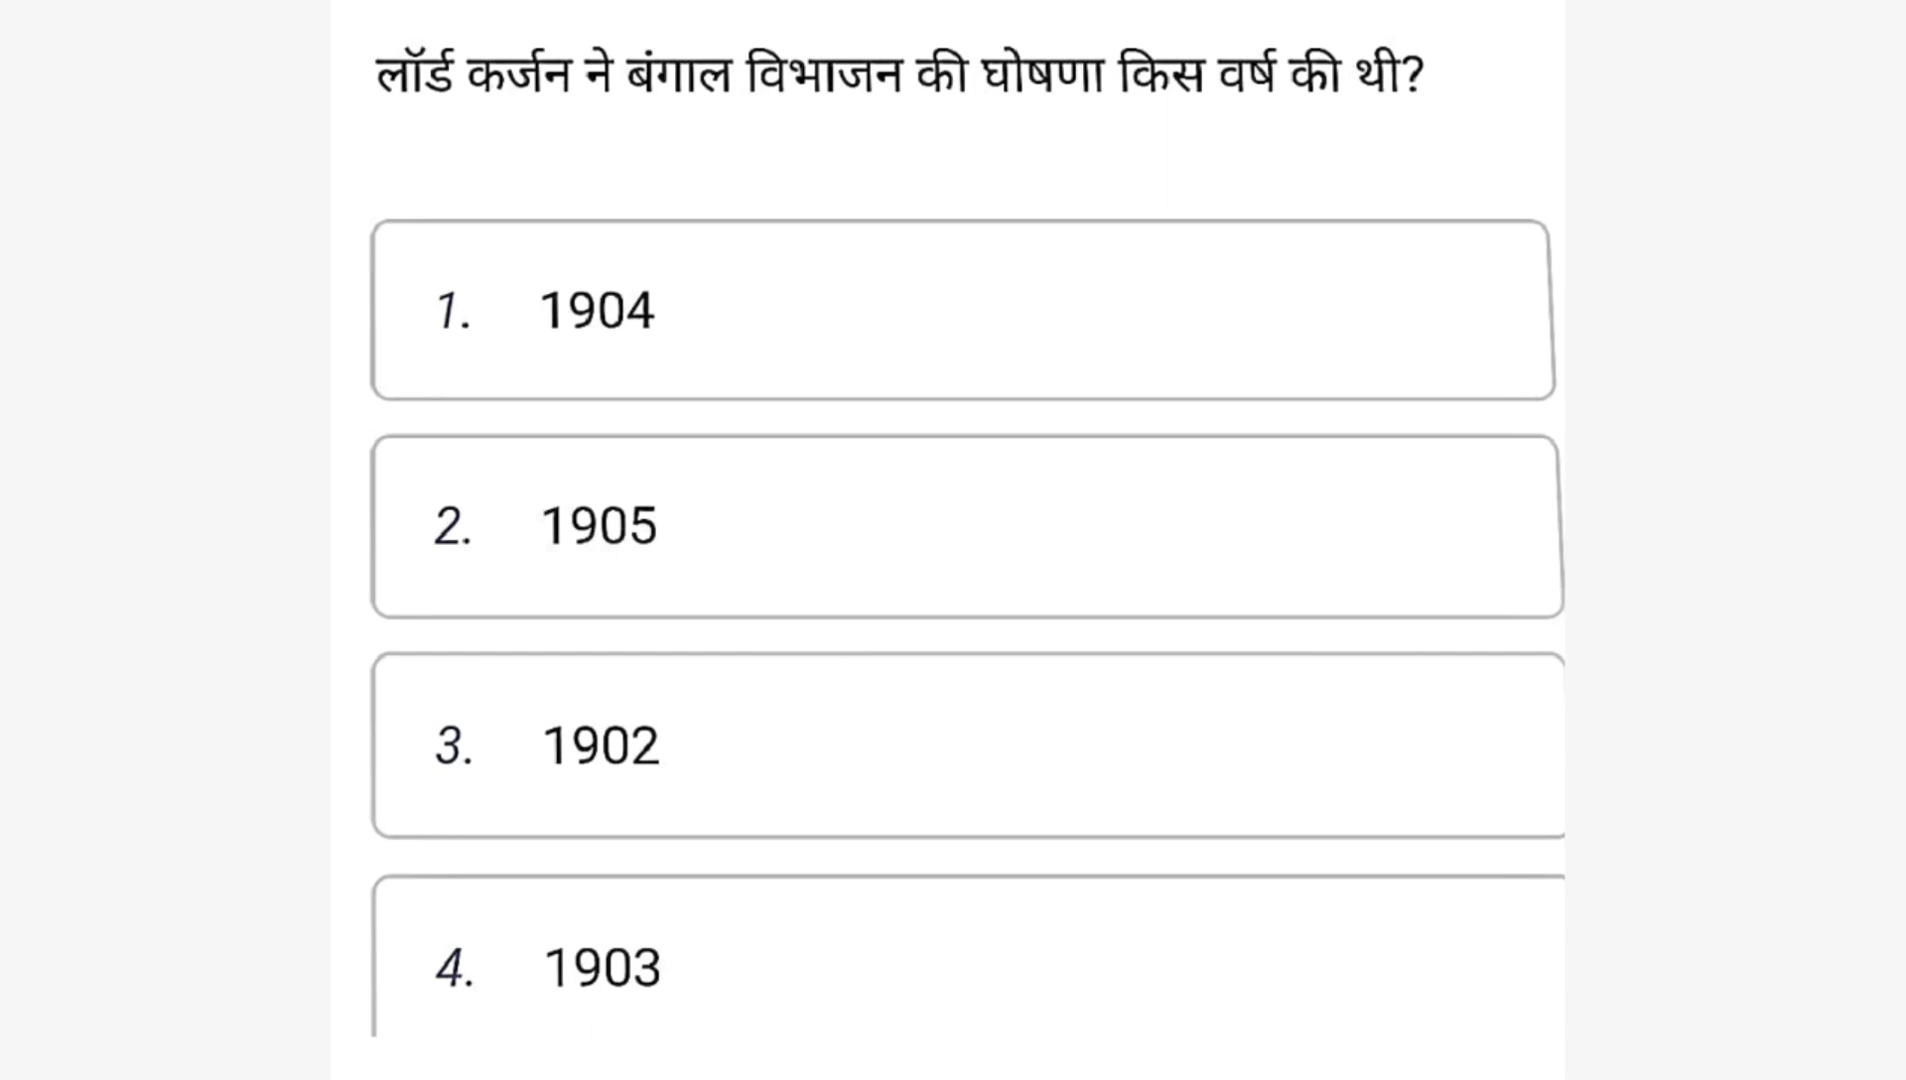 लॉर्ड कर्जन ने बंगाल विभाजन की घोषणा किस वर्ष की थी?
1. 1904
2. 1905
3. 1902
4. 1903